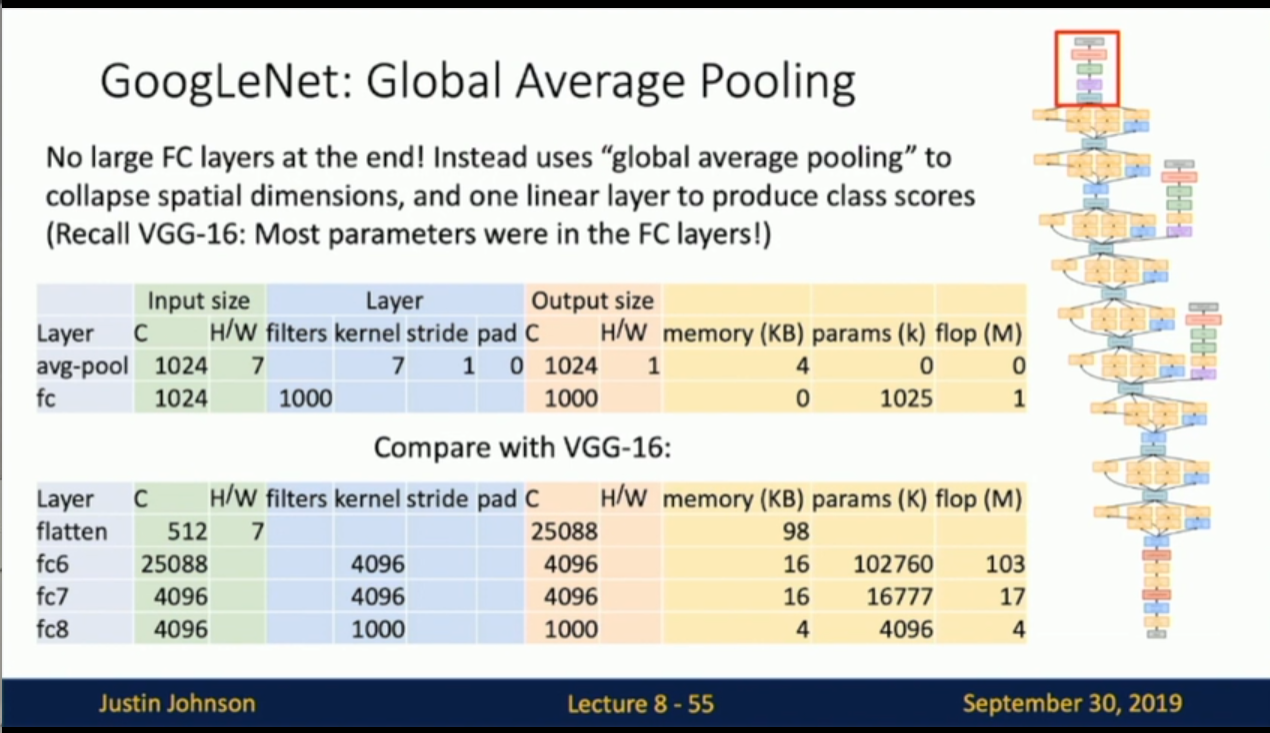 GoogLeNet: Global Average Pooling
No large FC layers at the end! Instead uses “global average pooling” to
collapse spatial dimensions, and one linear layer to produce class scores
(Recall VGG-16: Most parameters were in the FC layers!)
Input size Layer Output size
Layer C H/W filters kernel stride pad C H/W memory (KB) params (k) flop (M)
avg-pool 1024 7 7 1 0 1024 1 4 0 0
fc 1024 1000 1000 0 1025 1
Compare with VGG-16:
Layer C H/W filters kernel stride pad C H/W memory (KB) params (K) flop (M)
flatten 512 7 25088 98
fc6 25088 4096 4096 16 102760 103
fc7 4096 4096 4096 16 16777 17
fc8 4096 1000 1000 4 4096 4
Justin Johnson Lecture 8 - 55 September 30, 2019